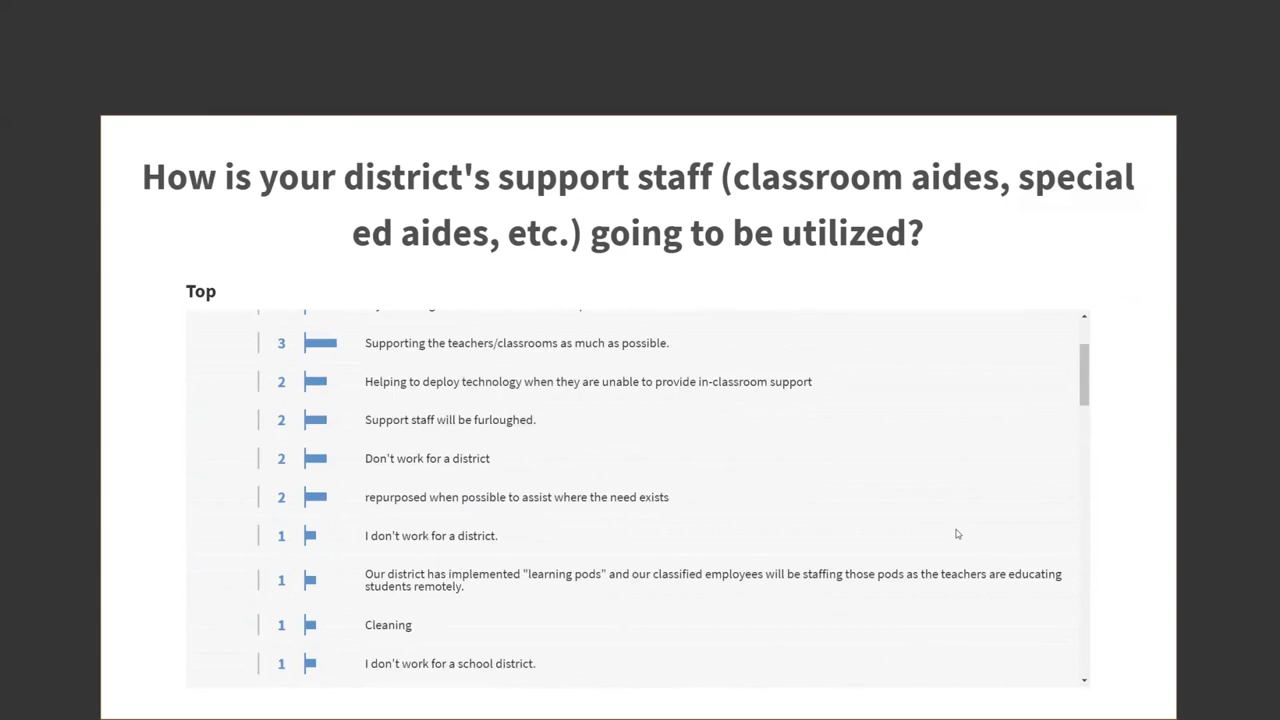 How is your district's support staff (classroom aides, special
ed aides, etc.) going to be utilized?
Top
3 Supporting the teachers/classrooms as much as possible.
2 Helping to deploy technology when they are unable to provide in-classroom support
2 Support staff will be furloughed.
2 Don't work for a district
2 repurposed when possible to assist where the need exists
1 I don't work for a district.
1 Our district has implemented "learning pods" and our classified employees will be staffing those pods as the teachers are educating
students remotely.
1 Cleaning
1 I don't work for a school district.